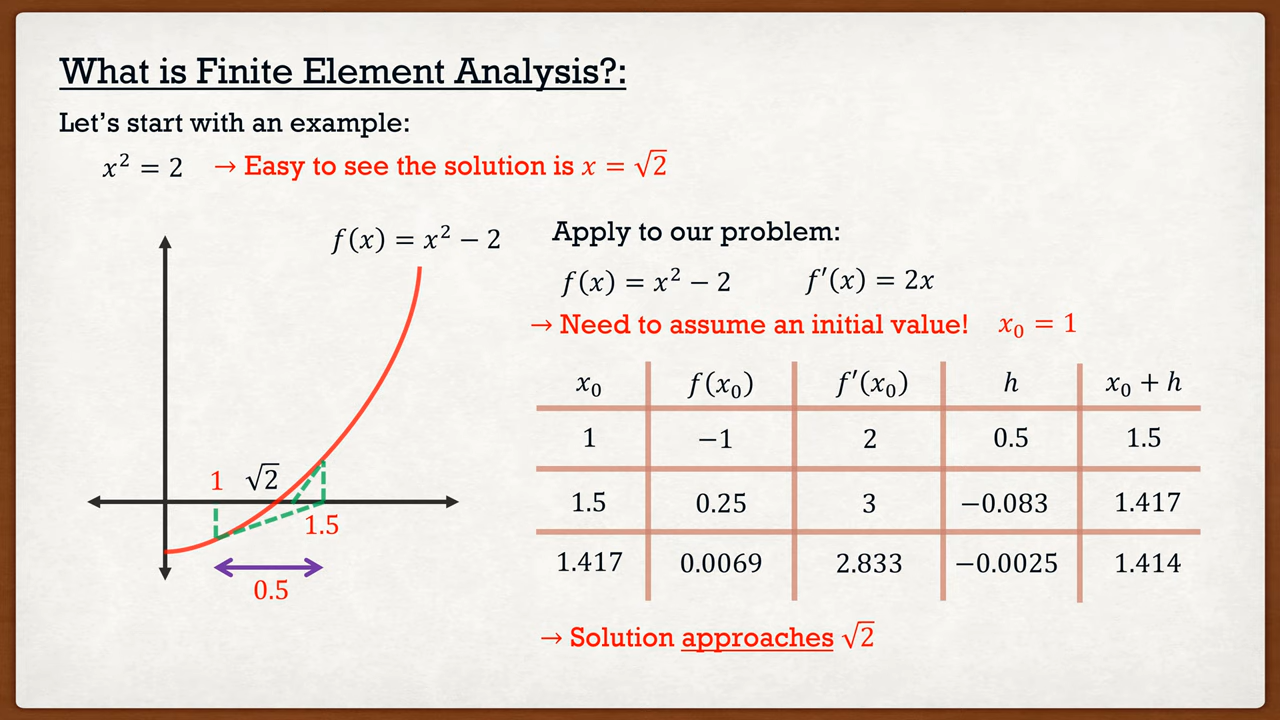 What is Finite Element Analysis?:
Let's start with an example:
x² = 2 → Easy to see the solution is x = √2
f(x) = x² − 2
1 √2
1.5
0.5
Apply to our problem:
f(x) = x² − 2 f′(x) = 2x
→ Need to assume an initial value! x₀ = 1
x₀ f(x₀) f′(x₀) h x₀ + h
1 −1 2 0.5 1.5
1.5 0.25 3 −0.083 1.417
1.417 0.0069 2.833 −0.0025 1.414
→ Solution approaches √2